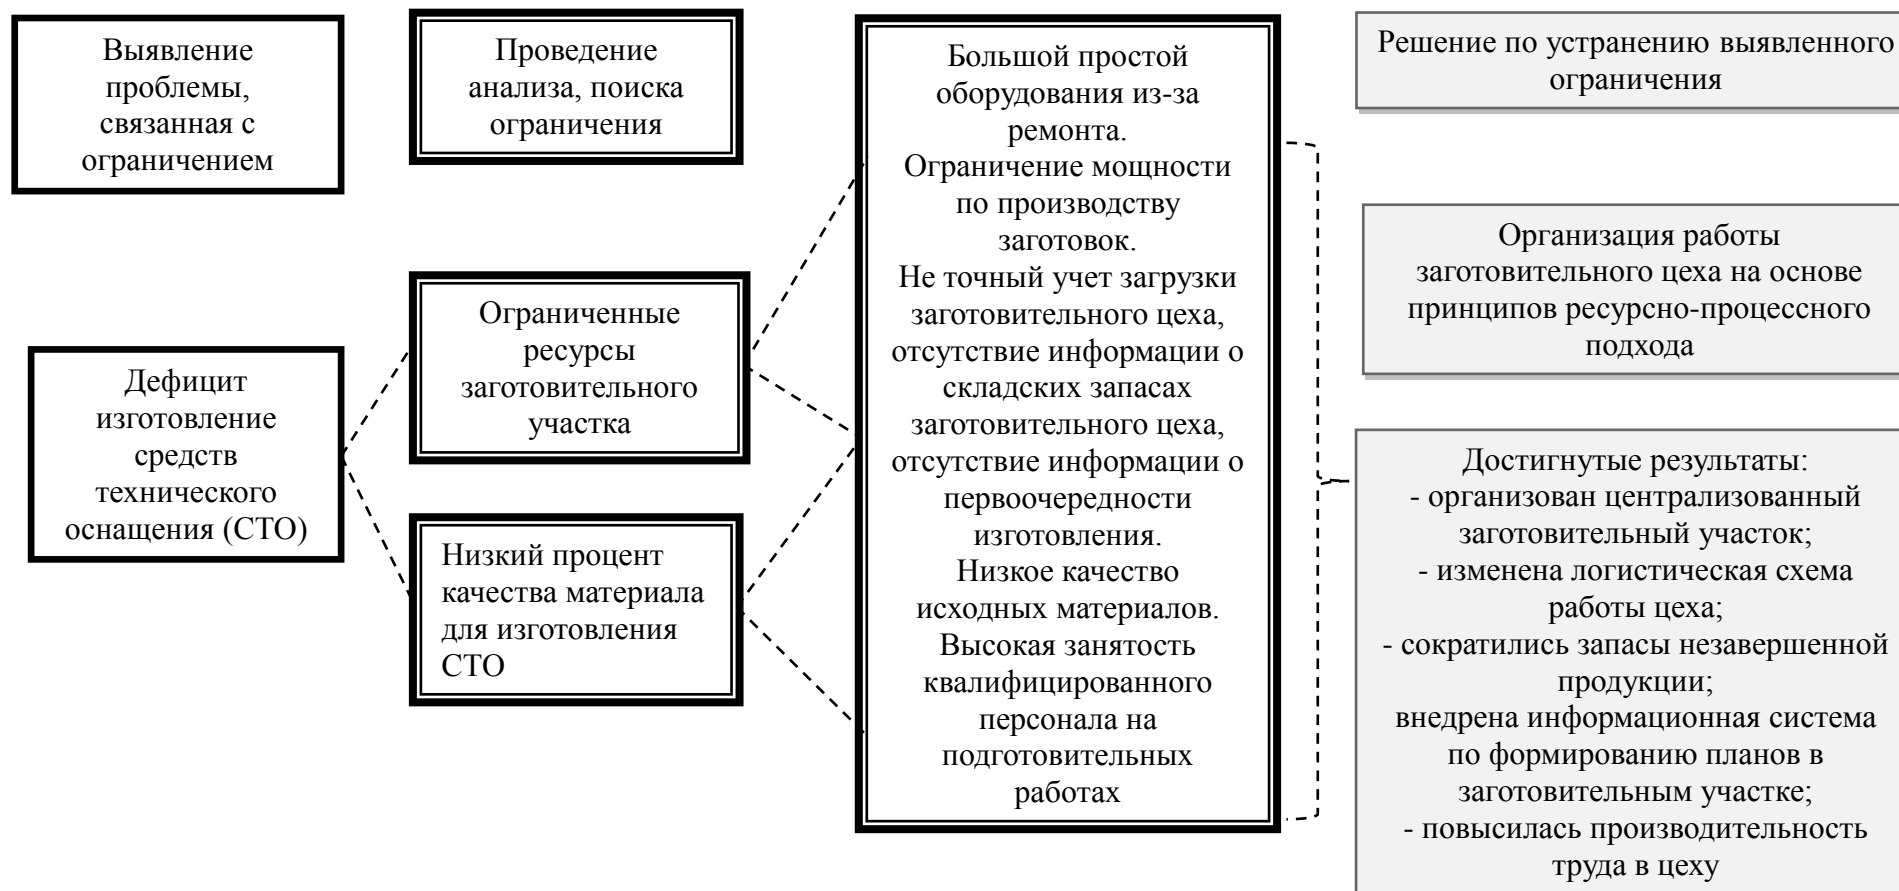 Выявление
проблемы,
связанная с
ограничением
Проведение
анализа, поиска
ограничения
Решение по устранению выявленного
ограничения
Дефицит
изготовление
средств
технического
оснащения (СТО)
Ограниченные
ресурсы
заготовительного
участка
Низкий процент
качества материала
для изготовления
СТО
Большой простой
оборудования из-за
ремонта.
Ограничение мощности
по производству
заготовок.
Не точный учет загрузки
заготовительного цеха,
отсутствие информации о
складских запасах
заготовительного цеха,
отсутствие информации о
первоочередности
изготовления.
Низкое качество
исходных материалов.
Высокая занятость
квалифицированного
персонала на
подготовительных
работах
Организация работы
заготовительного цеха на основе
принципов ресурсно-процессного
подхода
Достигнутые результаты:
- организован централизованный
заготовительный участок;
- изменена логистическая схема
работы цеха;
- сократились запасы незавершенной
продукции;
внедрена информационная система
по формированию планов в
заготовительным участке;
- повысилась производительность
труда в цеху